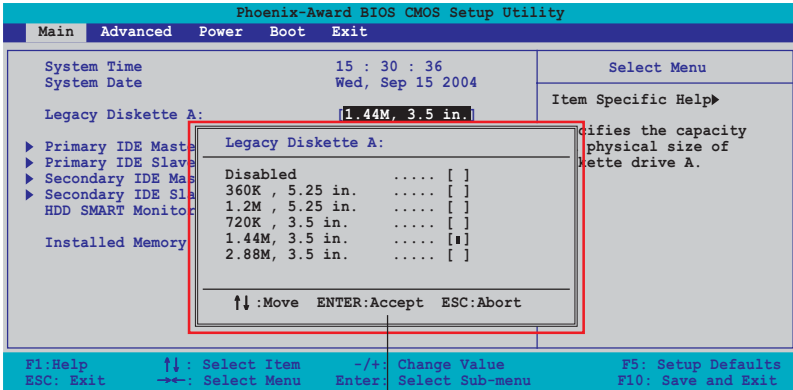 Phoenix-Award BIOS CMOS Setup Utility
Main Advanced Power Boot Exit
System Time 15 : 30 : 36
System Date Wed, Sep 15 2004
Legacy Diskette A: [1.44M, 3.5 in.]
Primary IDE Maste
Primary IDE Slave
Secondary IDE Mas
Secondary IDE Sla
HDD SMART Monitor
Installed Memory
Legacy Diskette A:
Disabled ..... [ ]
360K , 5.25 in. ..... [ ]
1.2M , 5.25 in. ..... [ ]
720K , 3.5 in. ..... [ ]
1.44M, 3.5 in. ..... [▮]
2.88M, 3.5 in. ..... [ ]
↑↓ :Move ENTER:Accept ESC:Abort
Select Menu
Item Specific Help▶
cifies the capacity
physical size of
kette drive A.
F1:Help ↑↓ : Select Item -/+: Change Value F5: Setup Defaults
ESC: Exit →←: Select Menu Enter: Select Sub-menu F10: Save and Exit